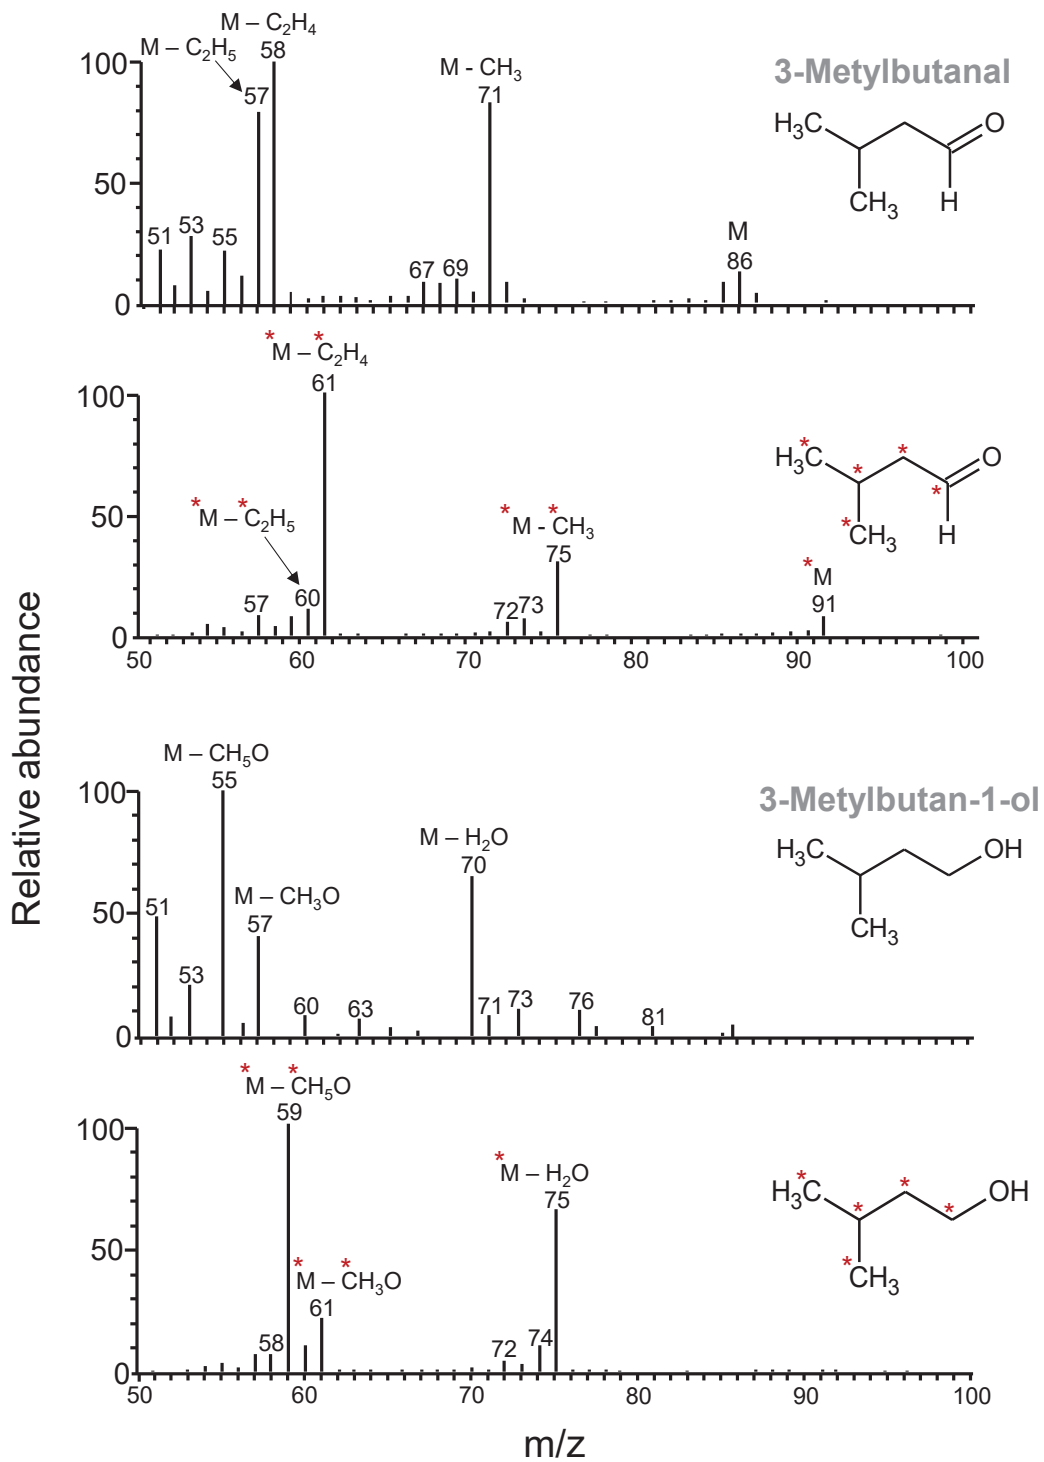 Relative abundance
M – C₂H₄
M – C₂H₅
58
57
M - CH₃
71
3-Metylbutanal
H₃C
O
CH₃
H
100
50
0
51
53
55
67
69
M
86
*M – *C₂H₄
61
100
50
0
*M – *C₂H₅
60
57
*M - *CH₃
75
72
73
*M
91
H₃C
*
*
*
*
*
O
CH₃
H
50
60
70
80
90
100
M – CH₅O
55
3-Metylbutan-1-ol
H₃C
OH
CH₃
100
50
0
M – H₂O
70
M – CH₃O
57
51
53
60
63
71
73
76
81
*M – *CH₅O
59
100
50
0
*M – H₂O
75
*M – *CH₃O
61
58
72
74
H₃C
*
*
*
*
*
OH
CH₃
50
60
70
80
90
100
m/z